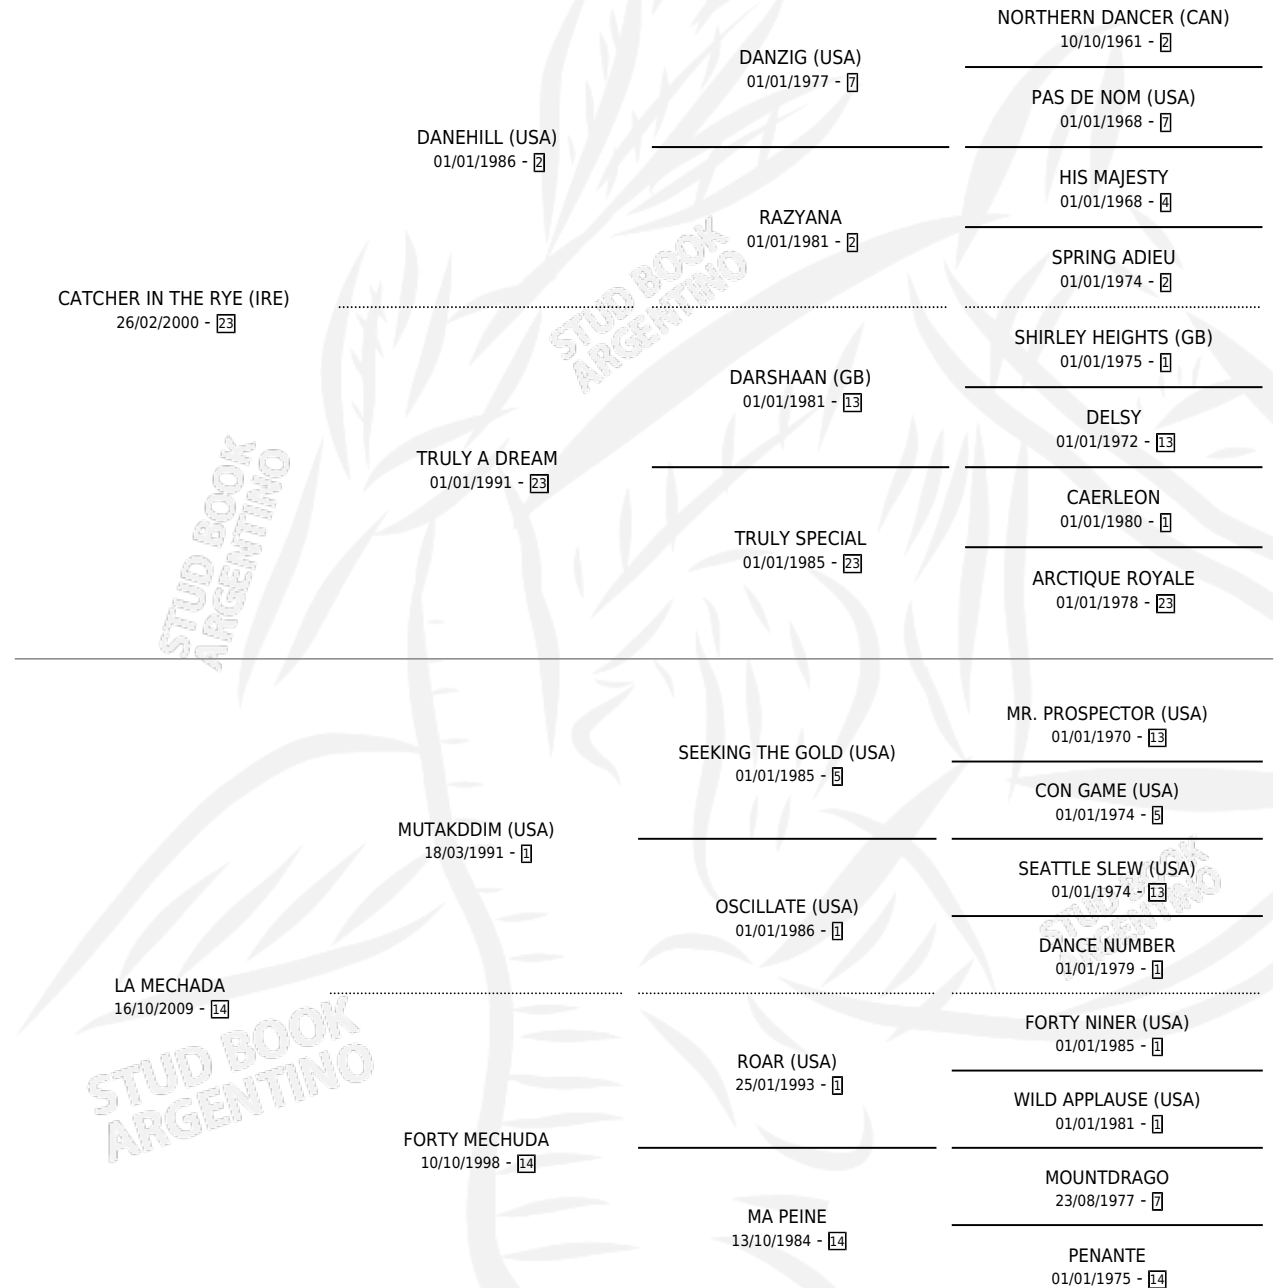 NORTHERN DANCER (CAN)
10/10/1961 - 2
DANZIG (USA)
01/01/1977 - 7
PAS DE NOM (USA)
01/01/1968 - 7
DANEHILL (USA)
01/01/1986 - 2
HIS MAJESTY
01/01/1968 - 4
RAZYANA
01/01/1981 - 2
SPRING ADIEU
01/01/1974 - 2
CATCHER IN THE RYE (IRE)
26/02/2000 - 23
STUD BOOK
ARGENTINO
SHIRLEY HEIGHTS (GB)
01/01/1975 - 1
DARSHAAN (GB)
01/01/1981 - 13
DELSY
01/01/1972 - 13
TRULY A DREAM
01/01/1991 - 23
CAERLEON
01/01/1980 - 1
TRULY SPECIAL
01/01/1985 - 23
ARCTIQUE ROYALE
01/01/1978 - 23
STUD BOOK
ARGENTINO
MR. PROSPECTOR (USA)
01/01/1970 - 13
SEEKING THE GOLD (USA)
01/01/1985 - 5
CON GAME (USA)
01/01/1974 - 5
MUTAKDDIM (USA)
18/03/1991 - 1
SEATTLE SLEW (USA)
01/01/1974 - 13
OSCILLATE (USA)
01/01/1986 - 1
STUD BOOK
ARGENTINO
DANCE NUMBER
01/01/1979 - 1
LA MECHADA
16/10/2009 - 14
FORTY NINER (USA)
01/01/1985 - 1
ROAR (USA)
25/01/1993 - 1
STUD BOOK
ARGENTINO
WILD APPLAUSE (USA)
01/01/1981 - 1
FORTY MECHUDA
10/10/1998 - 14
MOUNTDRAGO
23/08/1977 - 7
MA PEINE
13/10/1984 - 14
PENANTE
01/01/1975 - 14